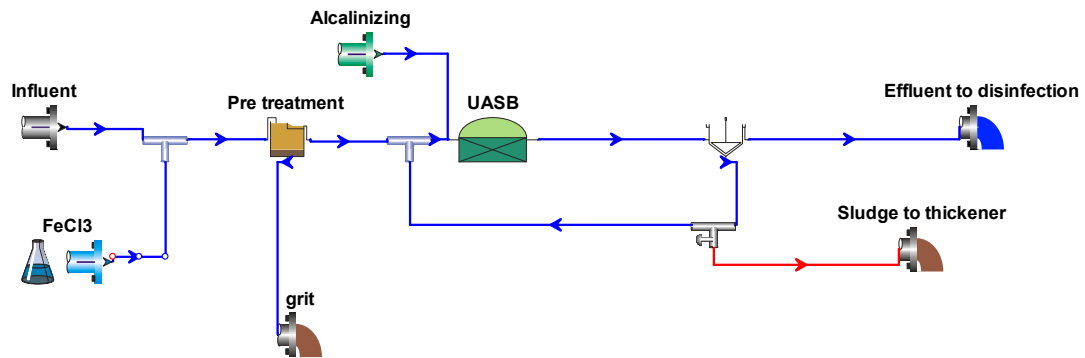 Alcalinizing
Influent
Pre treatment
UASB
Effluent to disinfection
FeCl3
Sludge to thickener
grit